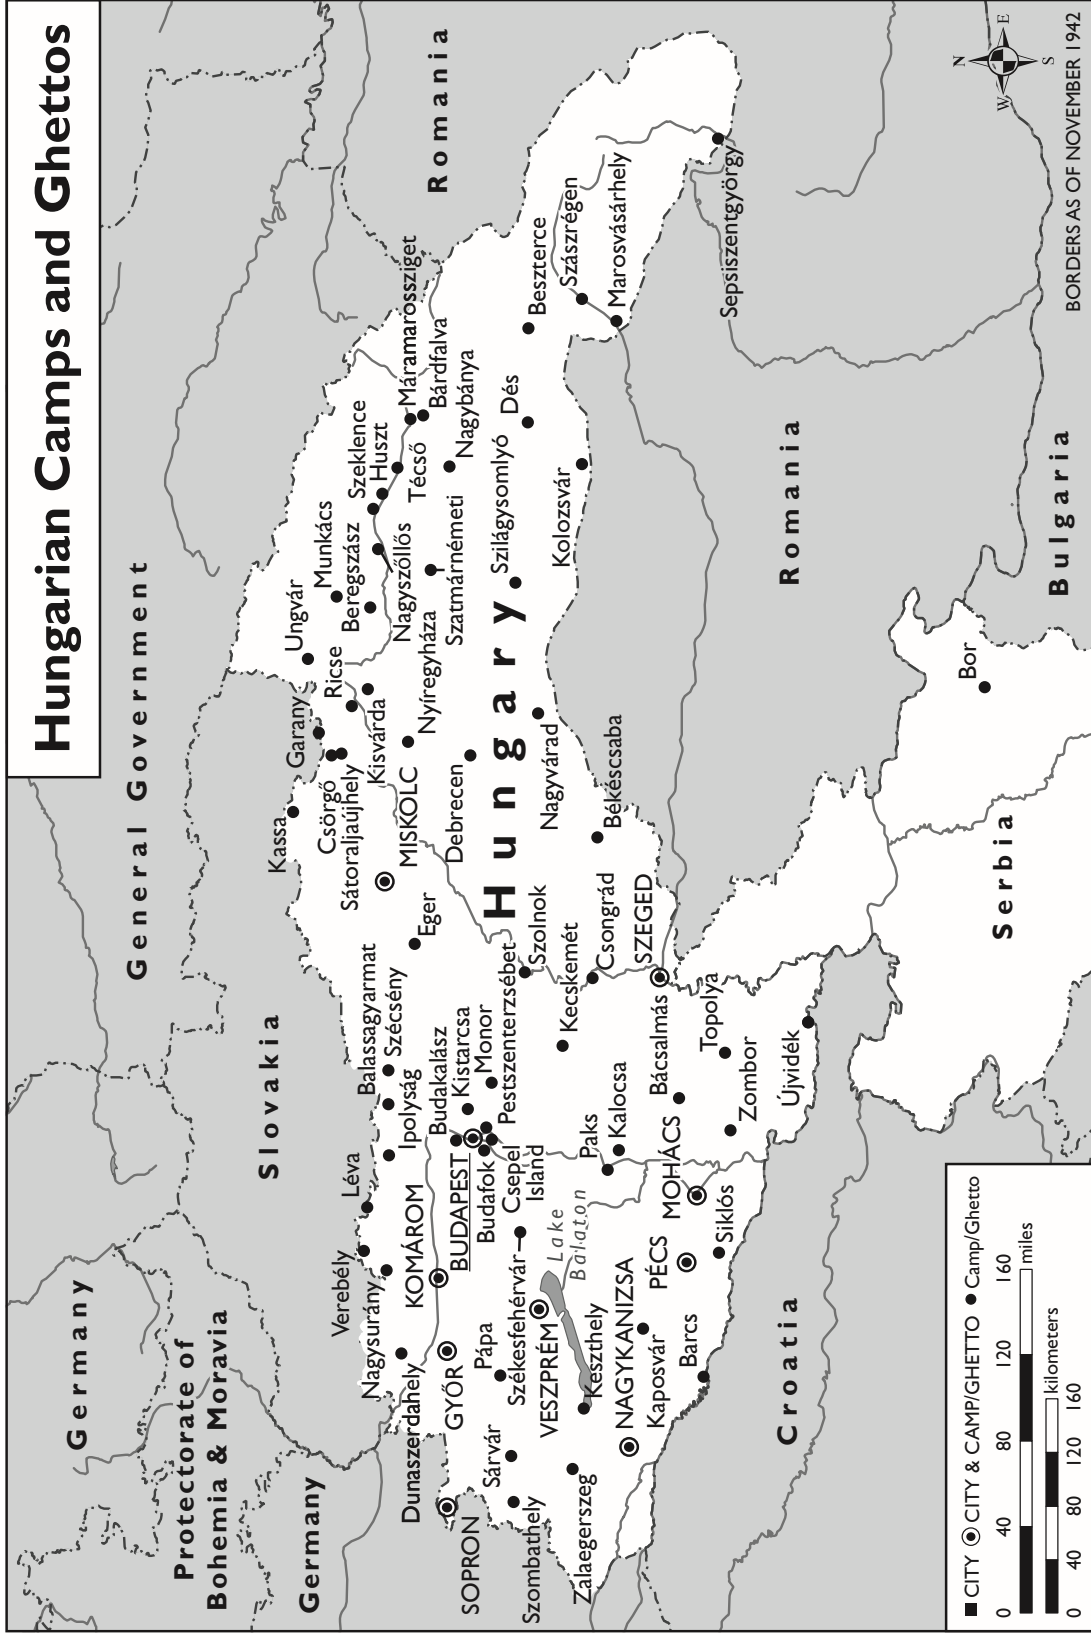 Hungarian Camps and Ghettos
General Government
Germany
Protectorate of
Bohemia & Moravia
Germany
Slovakia
Romania
Hungary
Romania
Croatia
Serbia
Bulgaria
Kassa
Garany
Ungvár
Csörgő
Ricse
Munkács
Sátoraljaújhely
Kisvárda
Beregszász
Szeklence
Huszt
Nagyszőllős
Técső
Máramarossziget
Bárdfalva
MISKOLC
Nyíregyháza
Szatmárnémeti
Nagybánya
Eger
Debrecen
Szilágysomlyó
Dés
Beszterce
Szászrégen
Marosvásárhely
Sepsiszentgyörgy
Kolozsvár
Nagyvárad
Békéscsaba
Balassagyarmat
Szécsény
Ipolyság
Léva
Verebély
Nagysurány
Dunaszerdahely
KOMÁROM
GYŐR
SOPRON
Budakalász
Kistarcsa
Monor
Pestszenterzsébet
BUDAPEST
Budafok
Csepel
Island
Szolnok
Kecskemét
Csongrád
SZEGED
Pápa
Sárvár
Szombathely
Székesfehérvár
VESZPRÉM
Lake
Balaton
Keszthely
Zalaegerszeg
NAGYKANIZSA
Kaposvár
Barcs
PÉCS
MOHÁCS
Siklós
Paks
Kalocsa
Bácsalmás
Topolya
Zombor
Újvidék
Bor
CITY CITY & CAMP/GHETTO Camp/Ghetto
0 40 80 120 160
miles
kilometers
0 40 80 120 160
N
W E
S
BORDERS AS OF NOVEMBER 1942